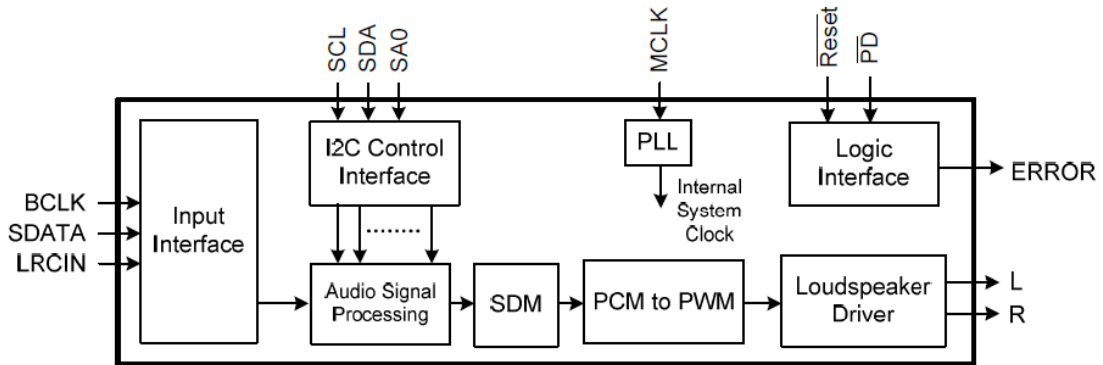 SCL
SDA
SA0
MCLK
Reset
PD
I2C Control
Interface
PLL
Logic
Interface
ERROR
BCLK
SDATA
LRCIN
Input
Interface
Internal
System
Clock
Audio Signal
Processing
........
SDM
PCM to PWM
Loudspeaker
Driver
L
R